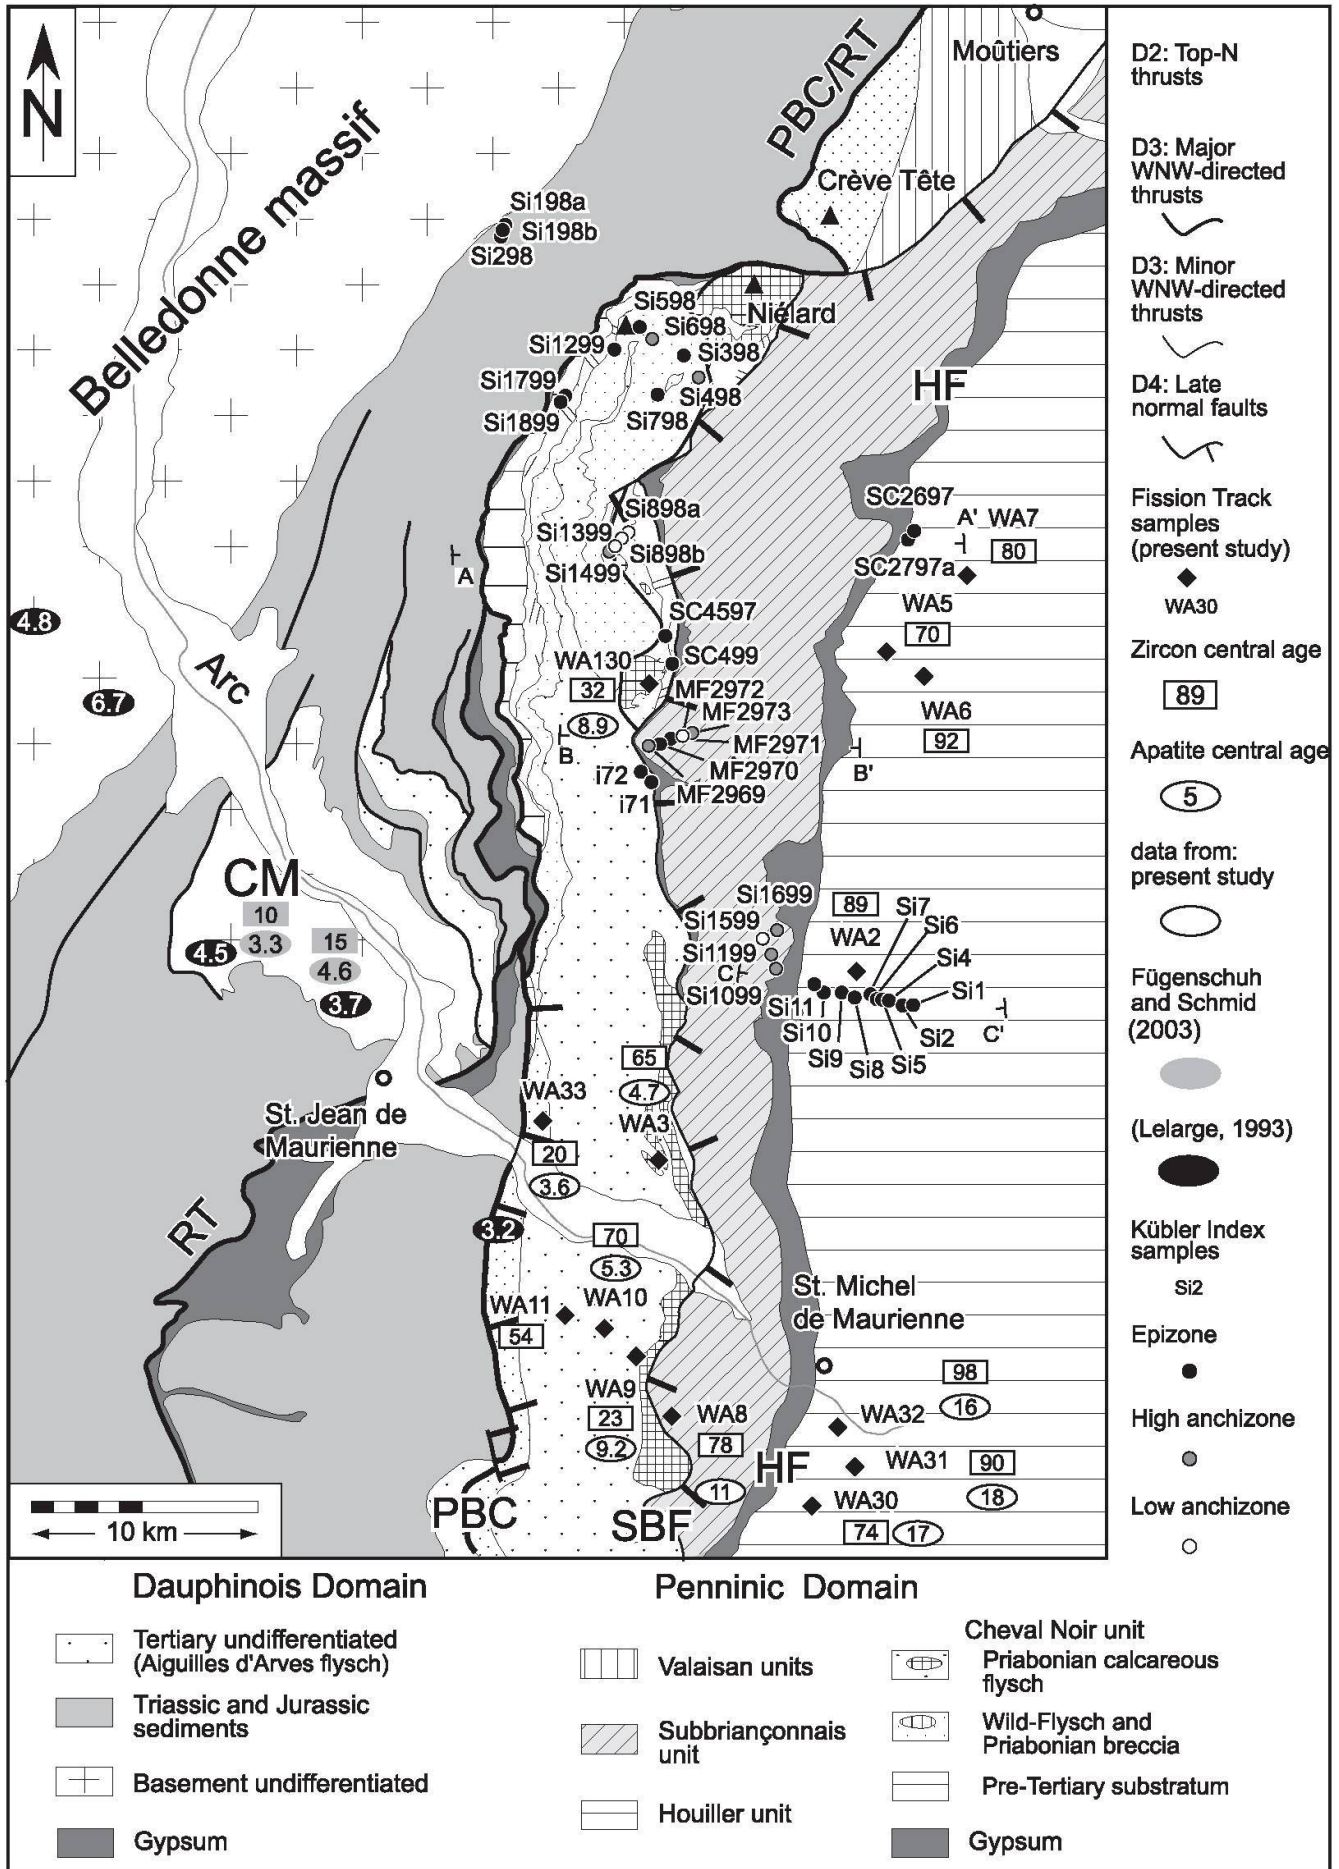 N
Belledonne massif
PBC/RT
Moûtiers
Crève Tête
Si198a
Si198b
Si298
Niélard
Si598
Si698
Si1299
Si398
Si1799
Si498
Si1899
Si798
HF
SC2697
A'
WA7
80
Si898a
Si1399
Si898b
Si1499
A
SC2797a
WA5
70
SC4597
SC499
WA130
32
8.9
MF2972
MF2973
MF2971
MF2970
MF2969
WA6
92
B
B'
i72
i71
4.8
6.7
Arc
CM
10
3.3
15
4.6
4.5
3.7
Si1699
Si1599
Si1199
C
Si1099
89
WA2
Si7
Si6
Si4
Si1
Si11
Si10
Si9
Si8
Si5
Si2
C'
65
4.7
WA3
WA33
20
3.6
St. Jean de
Maurienne
RT
3.2
70
5.3
WA11
WA10
54
St. Michel
de Maurienne
WA9
23
9.2
WA8
78
11
98
16
WA32
WA31
90
18
HF
WA30
74
17
PBC
SBF
10 km
D2: Top-N
thrusts
D3: Major
WNW-directed
thrusts
D3: Minor
WNW-directed
thrusts
D4: Late
normal faults
Fission Track
samples
(present study)
WA30
Zircon central age
89
Apatite central age
5
data from:
present study
Fügenschuh
and Schmid
(2003)
(Lelarge, 1993)
Kübler Index
samples
Si2
Epizone
High anchizone
Low anchizone
Dauphinois Domain
Tertiary undifferentiated
(Aiguilles d'Arves flysch)
Triassic and Jurassic
sediments
Basement undifferentiated
Gypsum
Penninic Domain
Valaisan units
Subbriançonnais
unit
Houiller unit
Cheval Noir unit
Priabonian calcareous
flysch
Wild-Flysch and
Priabonian breccia
Pre-Tertiary substratum
Gypsum